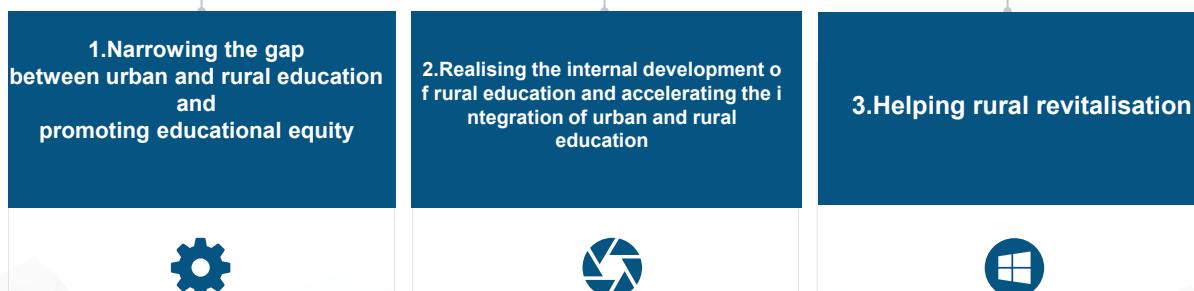 1.Narrowing the gap
between urban and rural education
and
promoting educational equity
2.Realising the internal development o
f rural education and accelerating the i
ntegration of urban and rural
education
3.Helping rural revitalisation